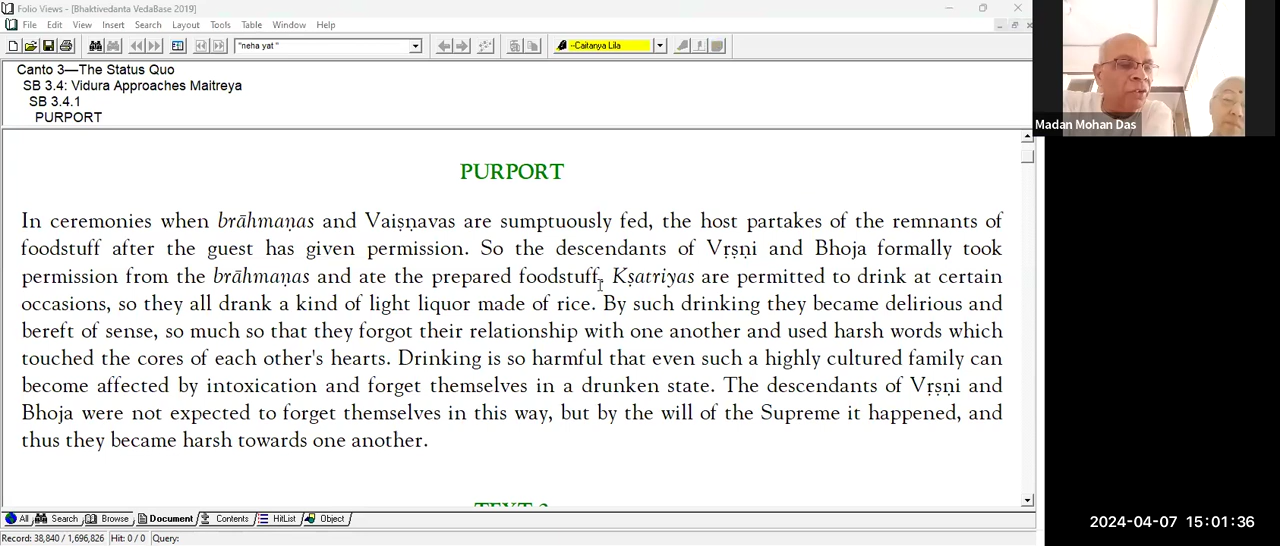 Folio Views - [Bhaktivedanta VedaBase 2019]
File Edit View Insert Search Layout Tools Table Window Help
"neha yat " ~Caitanya Lila
Canto 3—The Status Quo
SB 3.4: Vidura Approaches Maitreya
SB 3.4.1
PURPORT
Madan Mohan Das
PURPORT
In ceremonies when brāhmaṇas and Vaiṣṇavas are sumptuously fed, the host partakes of the remnants of
foodstuff after the guest has given permission. So the descendants of Vṛṣṇi and Bhoja formally took
permission from the brāhmaṇas and ate the prepared foodstuff. Kṣatriyas are permitted to drink at certain
occasions, so they all drank a kind of light liquor made of rice. By such drinking they became delirious and
bereft of sense, so much so that they forgot their relationship with one another and used harsh words which
touched the cores of each other's hearts. Drinking is so harmful that even such a highly cultured family can
become affected by intoxication and forget themselves in a drunken state. The descendants of Vṛṣṇi and
Bhoja were not expected to forget themselves in this way, but by the will of the Supreme it happened, and
thus they became harsh towards one another.
All Search Browse Document Contents HitList Object
Record: 38,840 / 1,696,826 Hit: 0 / 0 Query:
2024-04-07 15:01:36